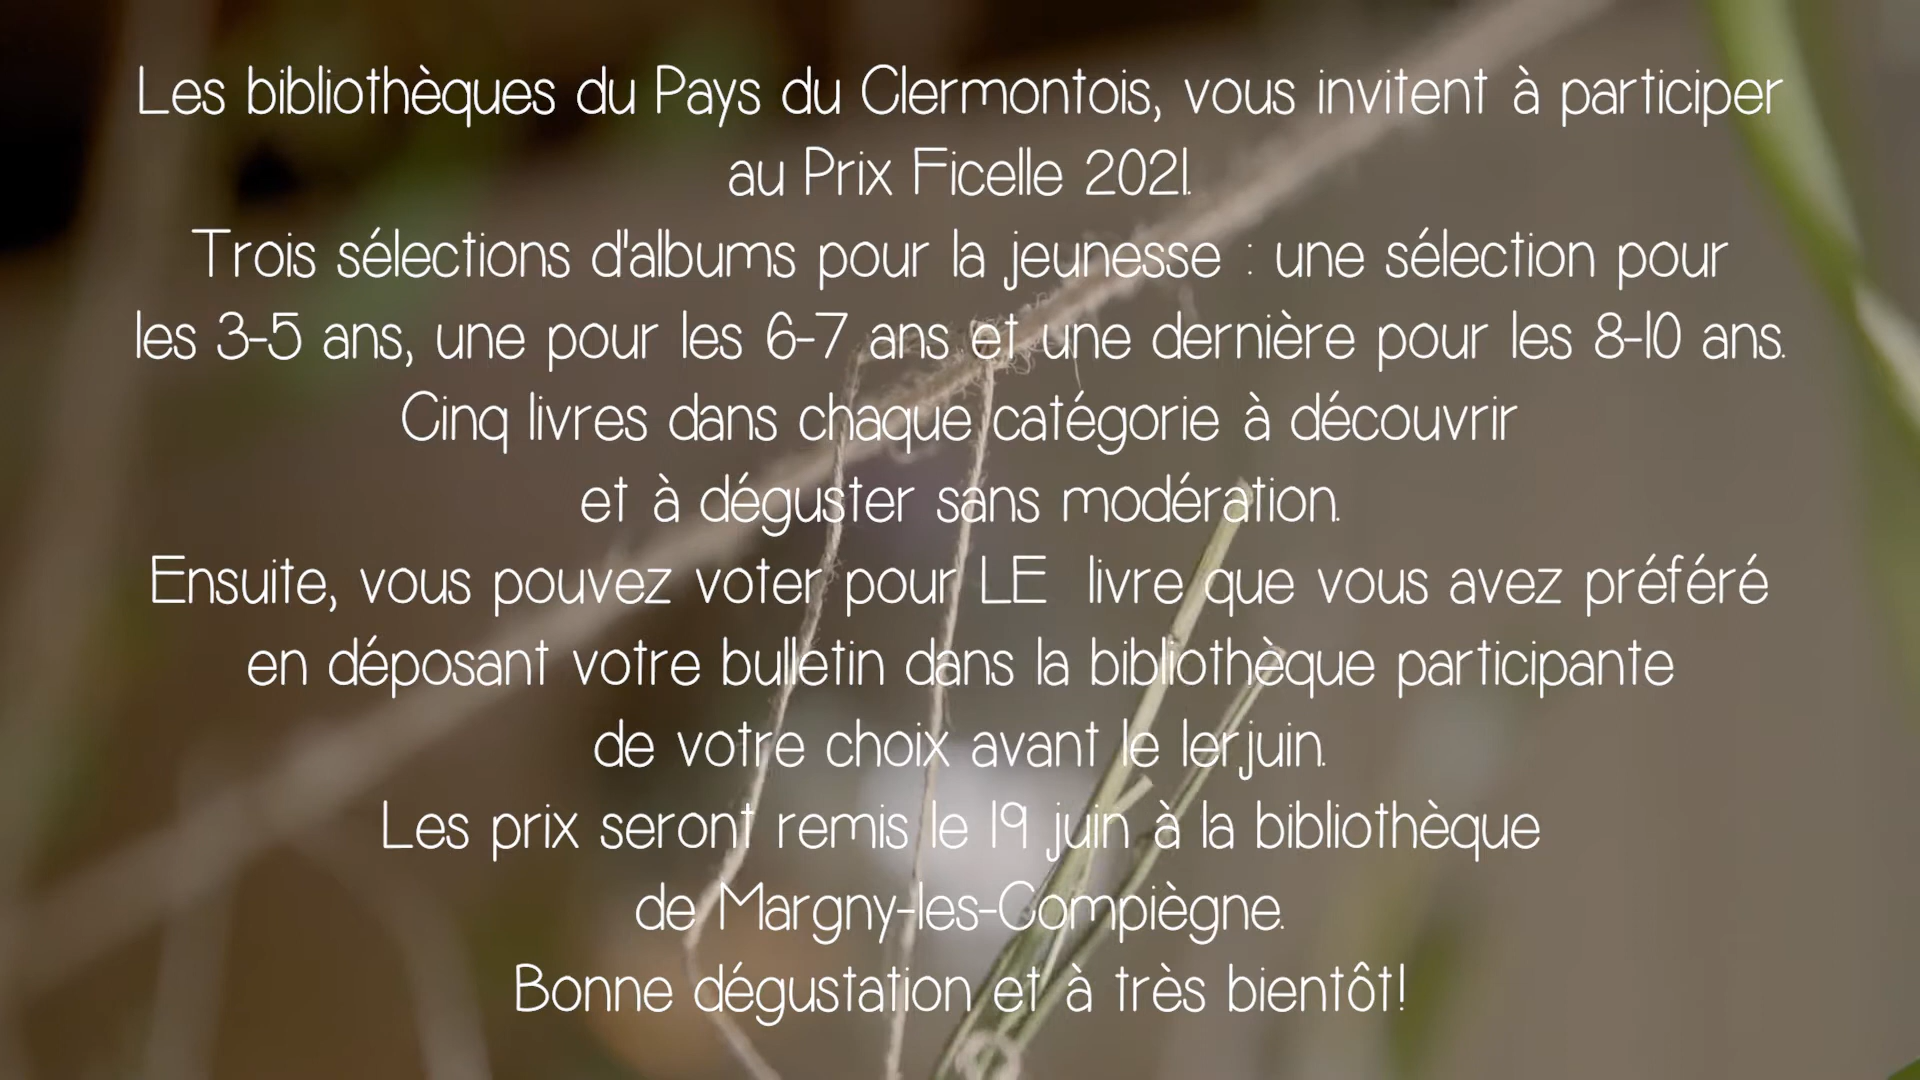 Les bibliothèques du Pays du Clermontois, vous invitent à participer
au Prix Ficelle 2021.
Trois sélections d'albums pour la jeunesse : une sélection pour
les 3-5 ans, une pour les 6-7 ans et une dernière pour les 8-10 ans.
Cinq livres dans chaque catégorie à découvrir
et à déguster sans modération.
Ensuite, vous pouvez voter pour LE livre que vous avez préféré
en déposant votre bulletin dans la bibliothèque participante
de votre choix avant le 1er juin.
Les prix seront remis le 19 juin à la bibliothèque
de Margny-les-Compiègne.
Bonne dégustation et à très bientôt!